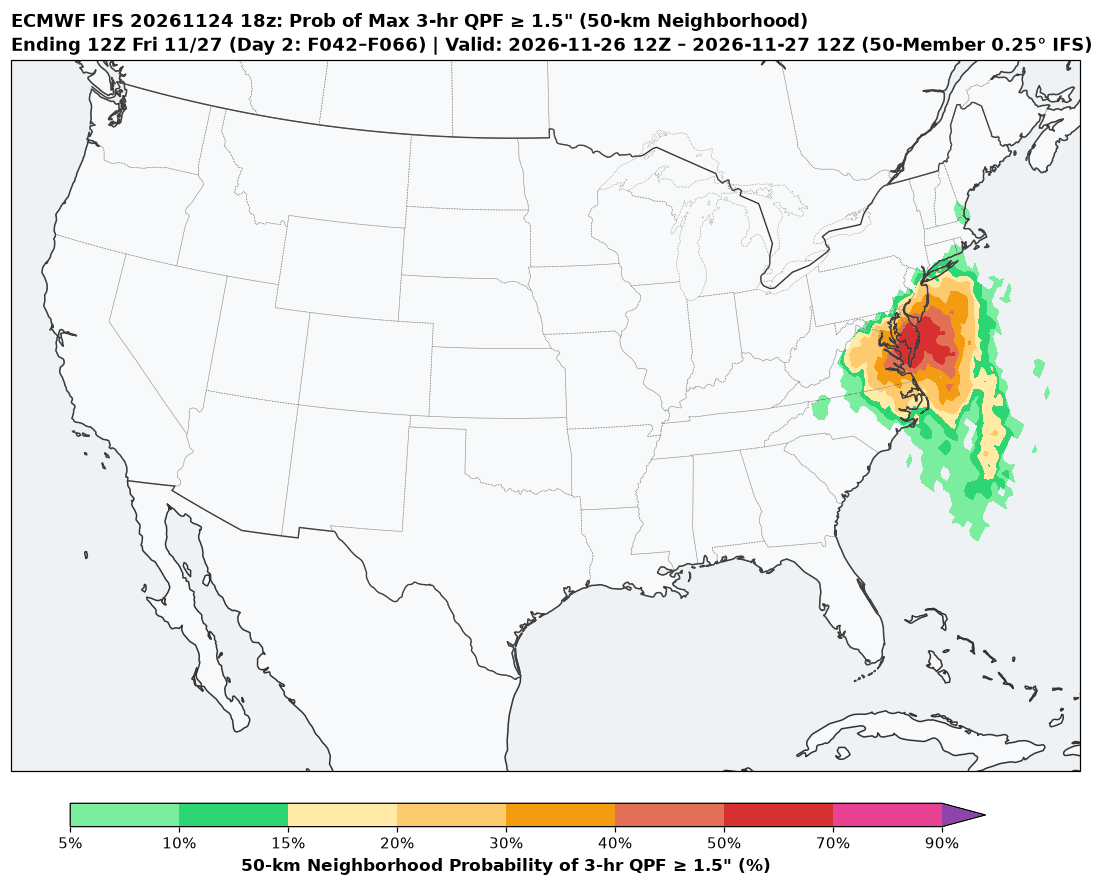 ECMWF IFS 20261124 18z: Prob of Max 3-hr QPF ≥ 1.5" (50-km Neighborhood)
Ending 12Z Fri 11/27 (Day 2: F042–F066) | Valid: 2026-11-26 12Z – 2026-11-27 12Z (50-Member 0.25° IFS)
5% 10% 15% 20% 30% 40% 50% 70% 90%
50-km Neighborhood Probability of 3-hr QPF ≥ 1.5" (%)